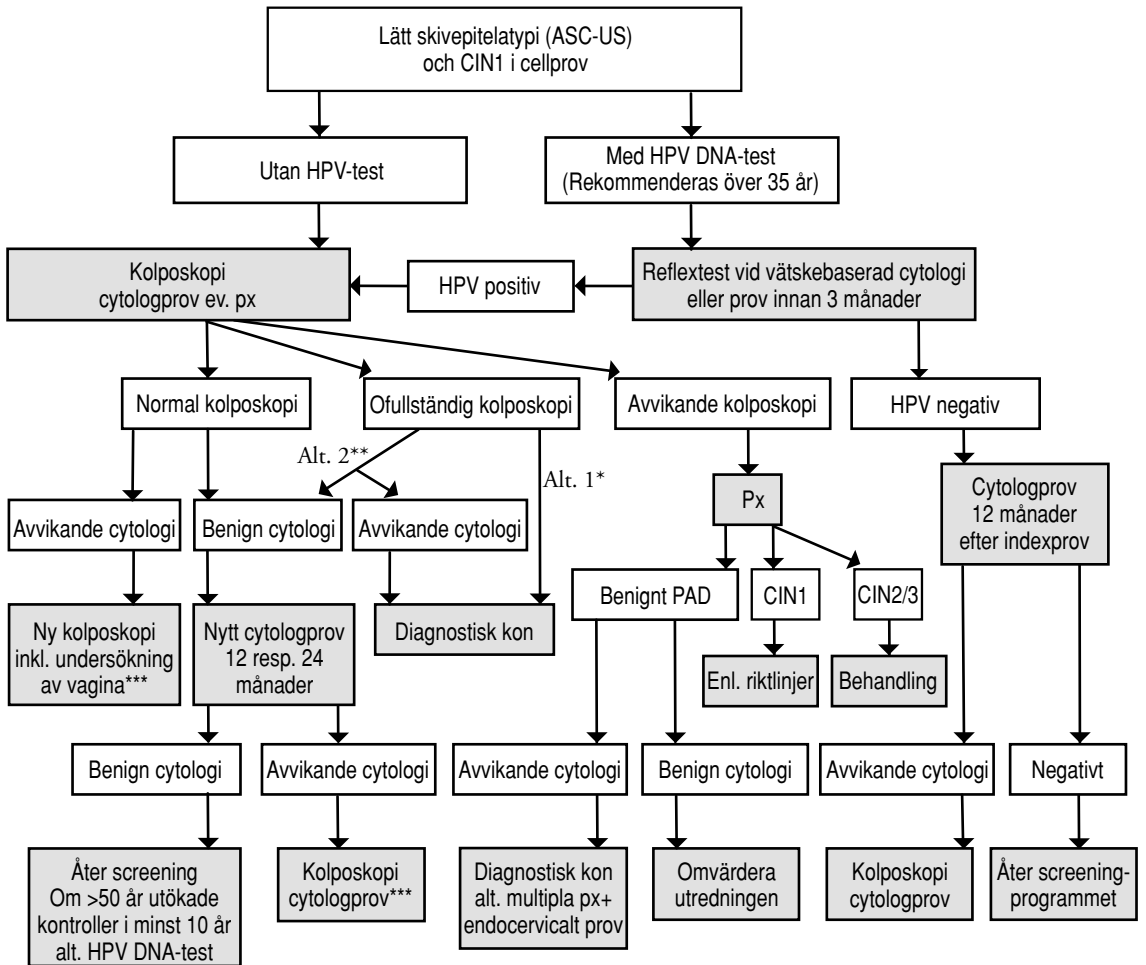 Lätt skivepitelatypi (ASC-US)
och CIN1 i cellprov
Utan HPV-test
Med HPV DNA-test
(Rekommenderas över 35 år)
Kolposkopi
cytologprov ev. px
HPV positiv
Reflextest vid vätskebaserad cytologi
eller prov innan 3 månader
Normal kolposkopi
Ofullständig kolposkopi
Avvikande kolposkopi
HPV negativ
Alt. 2**
Alt. 1*
Avvikande cytologi
Benign cytologi
Avvikande cytologi
Px
Cytologprov
12 månader
efter indexprov
Benignt PAD
CIN1
CIN2/3
Ny kolposkopi
inkl. undersökning
av vagina***
Nytt cytologprov
12 resp. 24
månader
Diagnostisk kon
Enl. riktlinjer
Behandling
Benign cytologi
Avvikande cytologi
Avvikande cytologi
Benign cytologi
Avvikande cytologi
Negativt
Åter screening
Om >50 år utökade
kontroller i minst 10 år
alt. HPV DNA-test
Kolposkopi
cytologprov***
Diagnostisk kon
alt. multipla px+
endocervicalt prov
Omvärdera
utredningen
Kolposkopi
cytologprov
Åter screening-
programmet